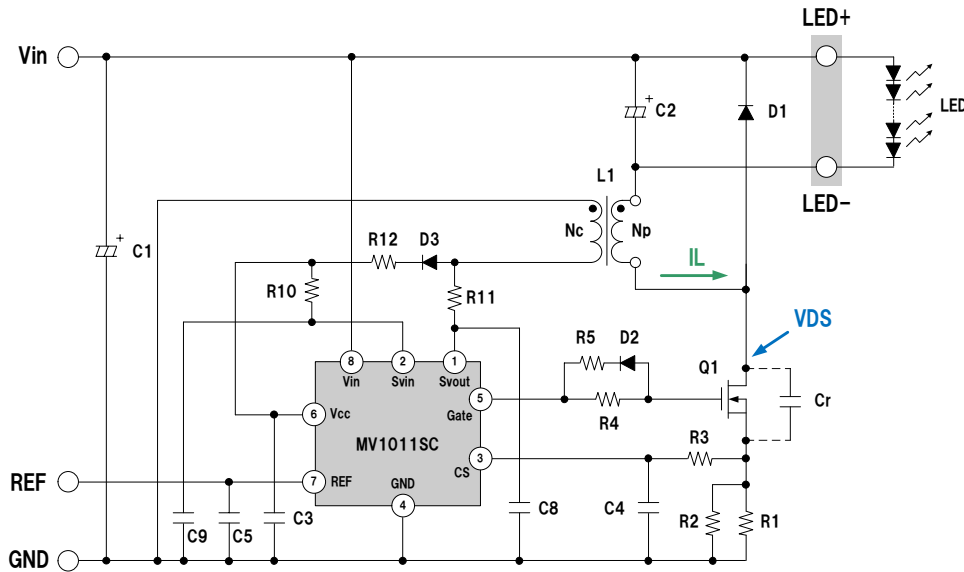 LED+
Vin
C2
D1
LED
L1
LED-
C1
Nc
Np
R12
D3
IL
R10
R11
VDS
R5
D2
8
2
1
Q1
Vin
Svin
Svout
5
Gate
Cr
R4
6
Vcc
MV1011SC
R3
3
CS
REF
7
REF
GND
4
C9
C5
C3
C8
C4
R2
R1
GND